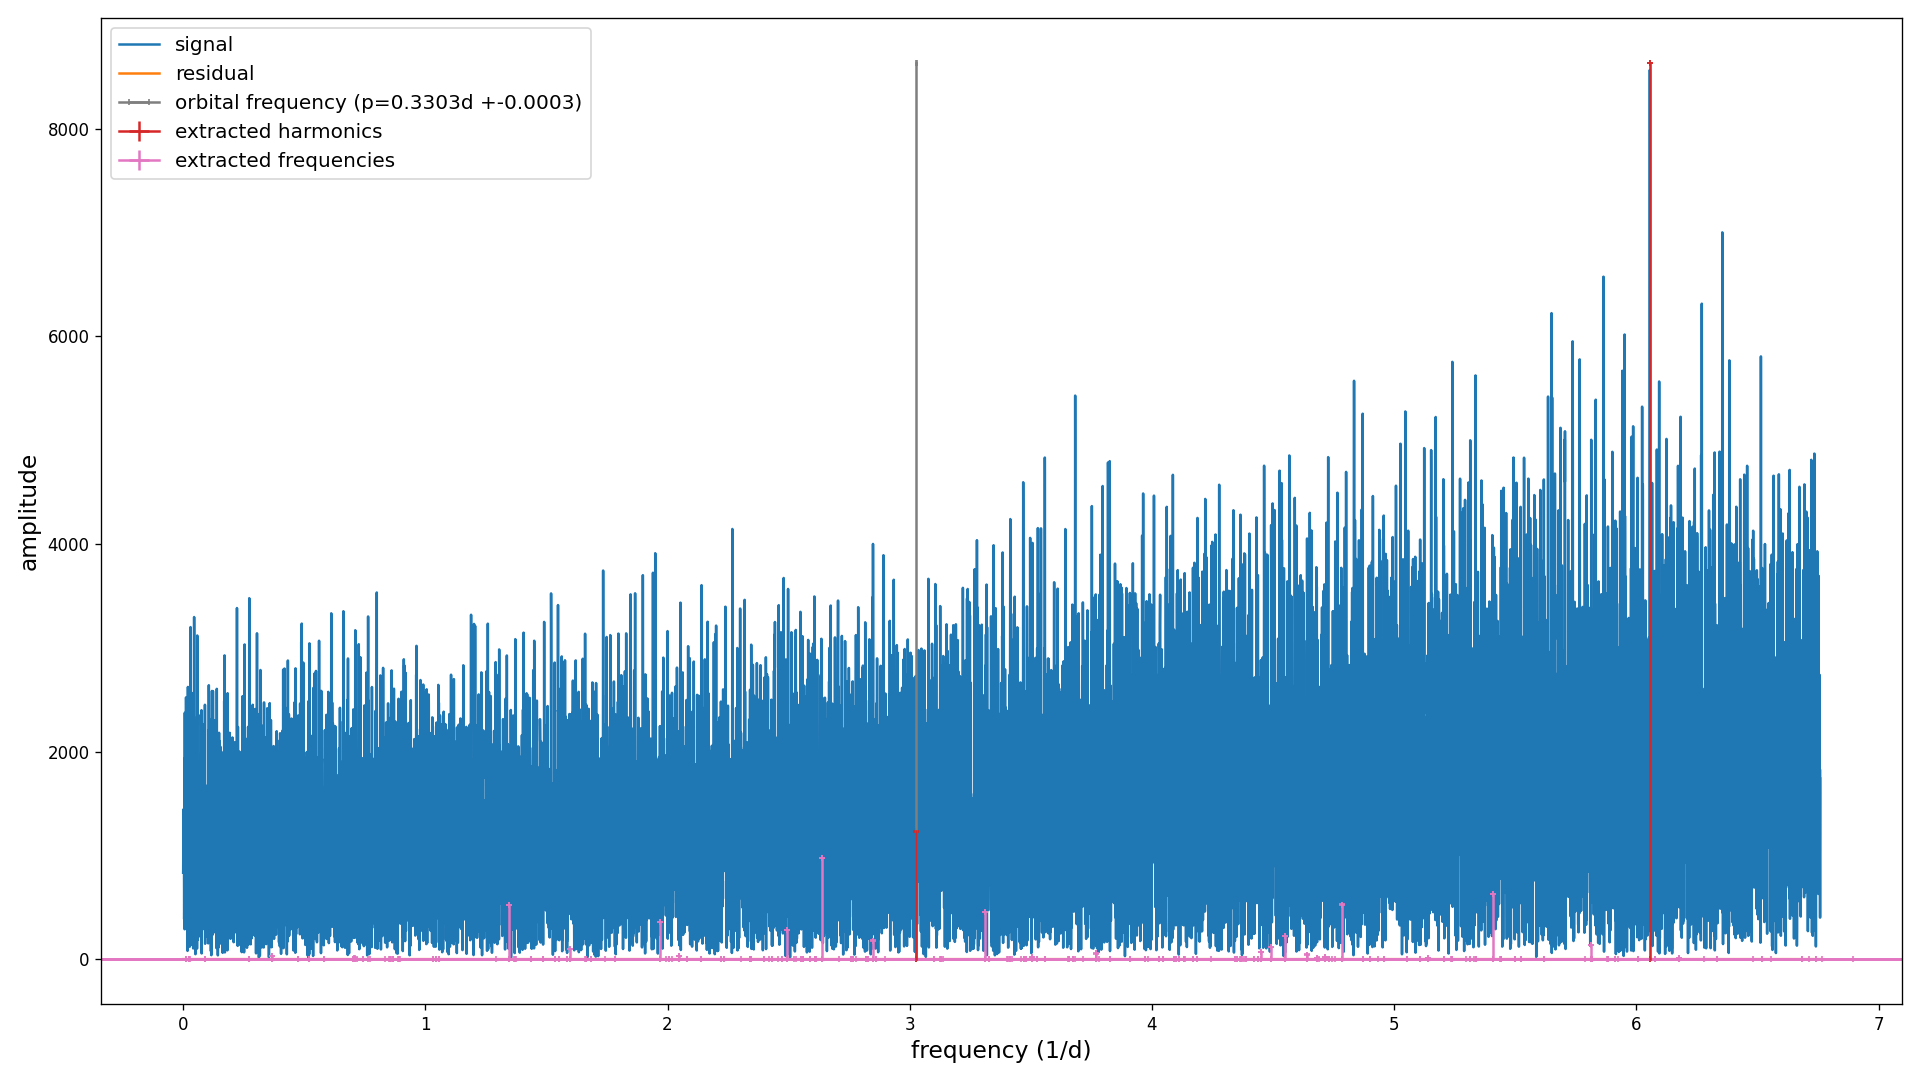 signal
residual
orbital frequency (p=0.3303d +-0.0003)
extracted harmonics
extracted frequencies
amplitude
8000
6000
4000
2000
0
0 1 2 3 4 5 6 7
frequency (1/d)